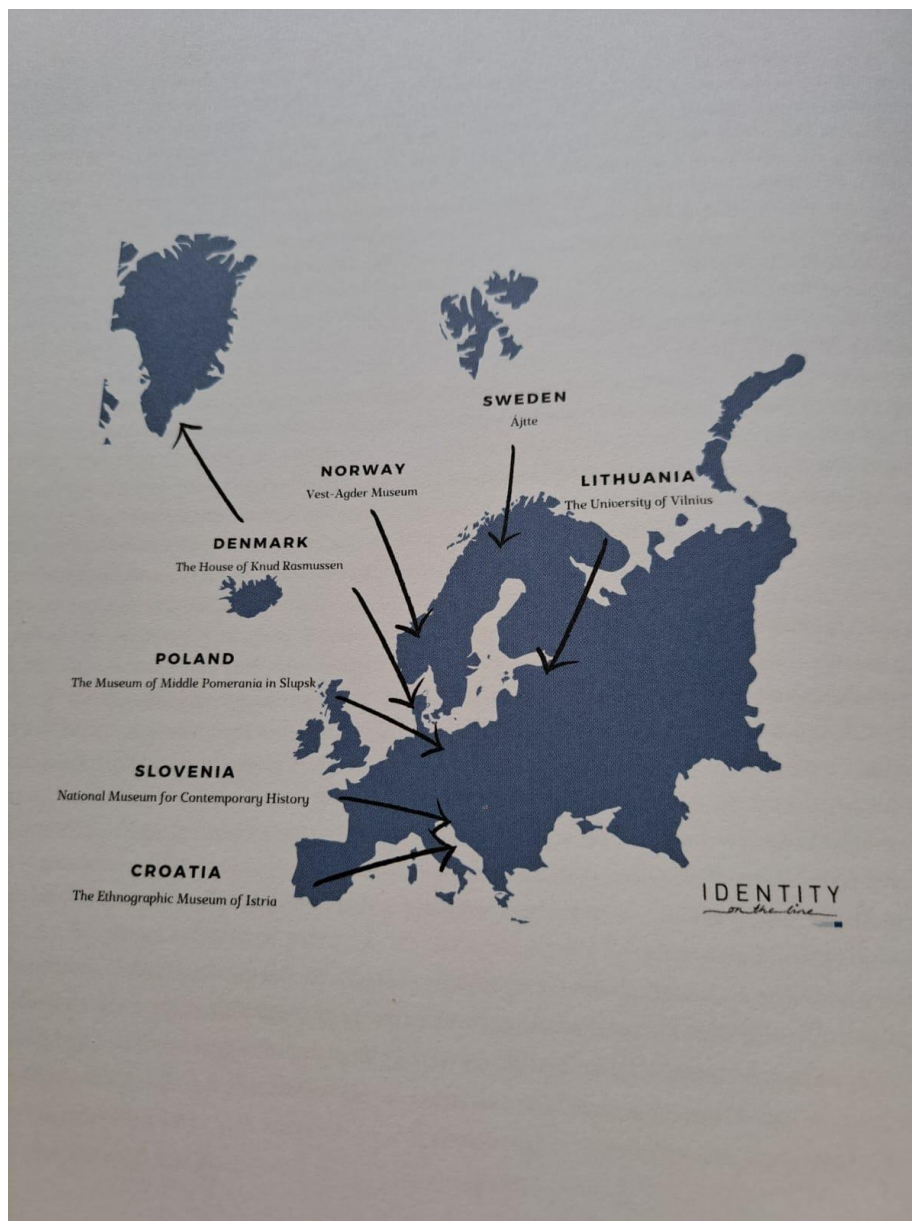 SWEDEN
Ájtte
NORWAY
Vest-Agder Museum
LITHUANIA
The University of Vilnius
DENMARK
The House of Knud Rasmussen
POLAND
The Museum of Middle Pomerania in Slupsk
SLOVENIA
National Museum for Contemporary History
CROATIA
The Ethnographic Museum of Istria
IDENTITY
on the line